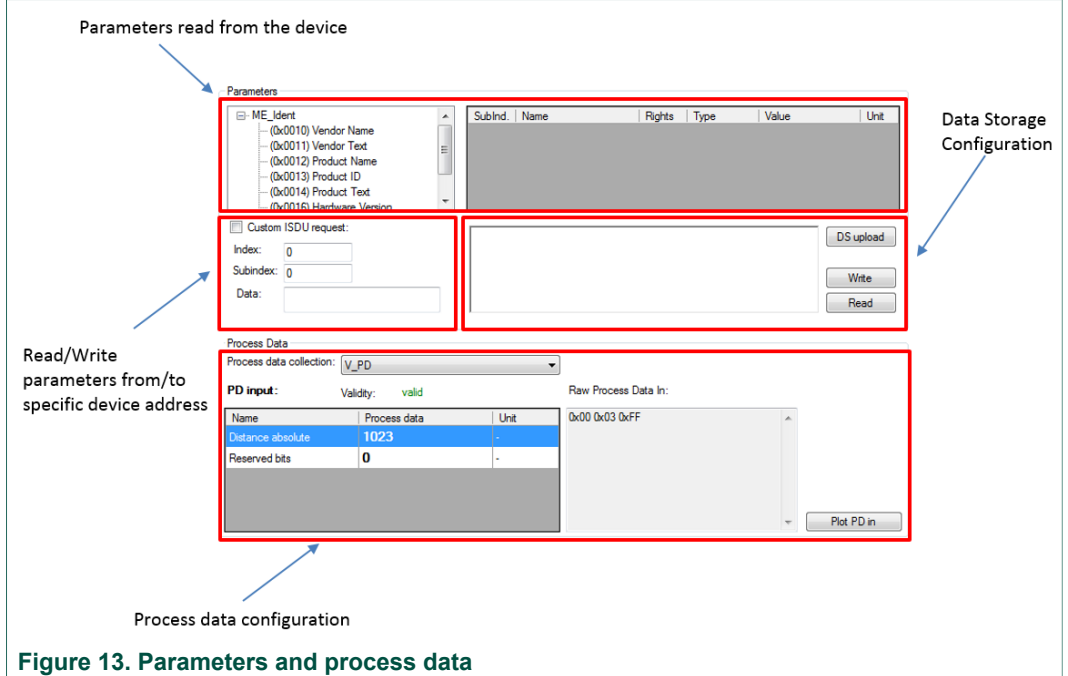 Parameters read from the device
Parameters
ME_Ident
(0x0010) Vendor Name
(0x0011) Vendor Text
(0x0012) Product Name
(0x0013) Product ID
(0x0014) Product Text
(0x0016) Hardware Version
SubInd. Name Rights Type Value Unit
Data Storage
Configuration
Custom ISDU request:
Index: 0
Subindex: 0
Data:
DS upload
Write
Read
Read/Write
parameters from/to
specific device address
Process Data
Process data collection: V_PD
PD input: Validity: valid
Raw Process Data In:
Name Process data Unit
Distance absolute 1023 -
Reserved bits 0 -
0x00 0x03 0xFF
Plot PD in
Process data configuration
Figure 13. Parameters and process data